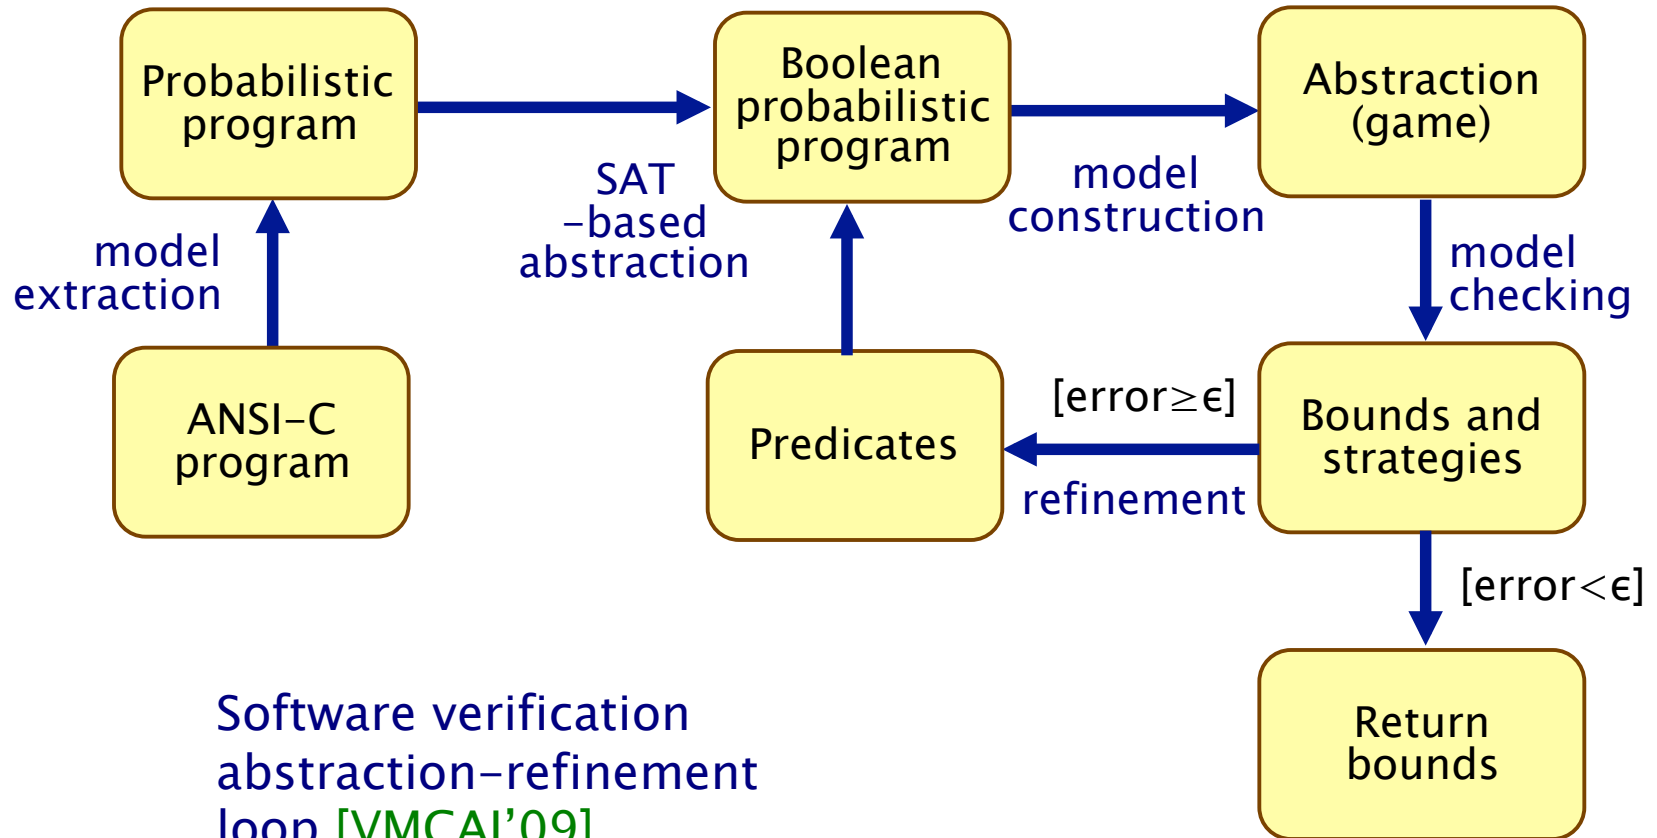 Probabilistic
program
Boolean
probabilistic
program
Abstraction
(game)
SAT
-based
abstraction
model
construction
model
extraction
model
checking
ANSI-C
program
Predicates
[error≥ϵ]
refinement
Bounds and
strategies
[error<ϵ]
Return
bounds
Software verification
abstraction-refinement
loop [VMCAI'09]